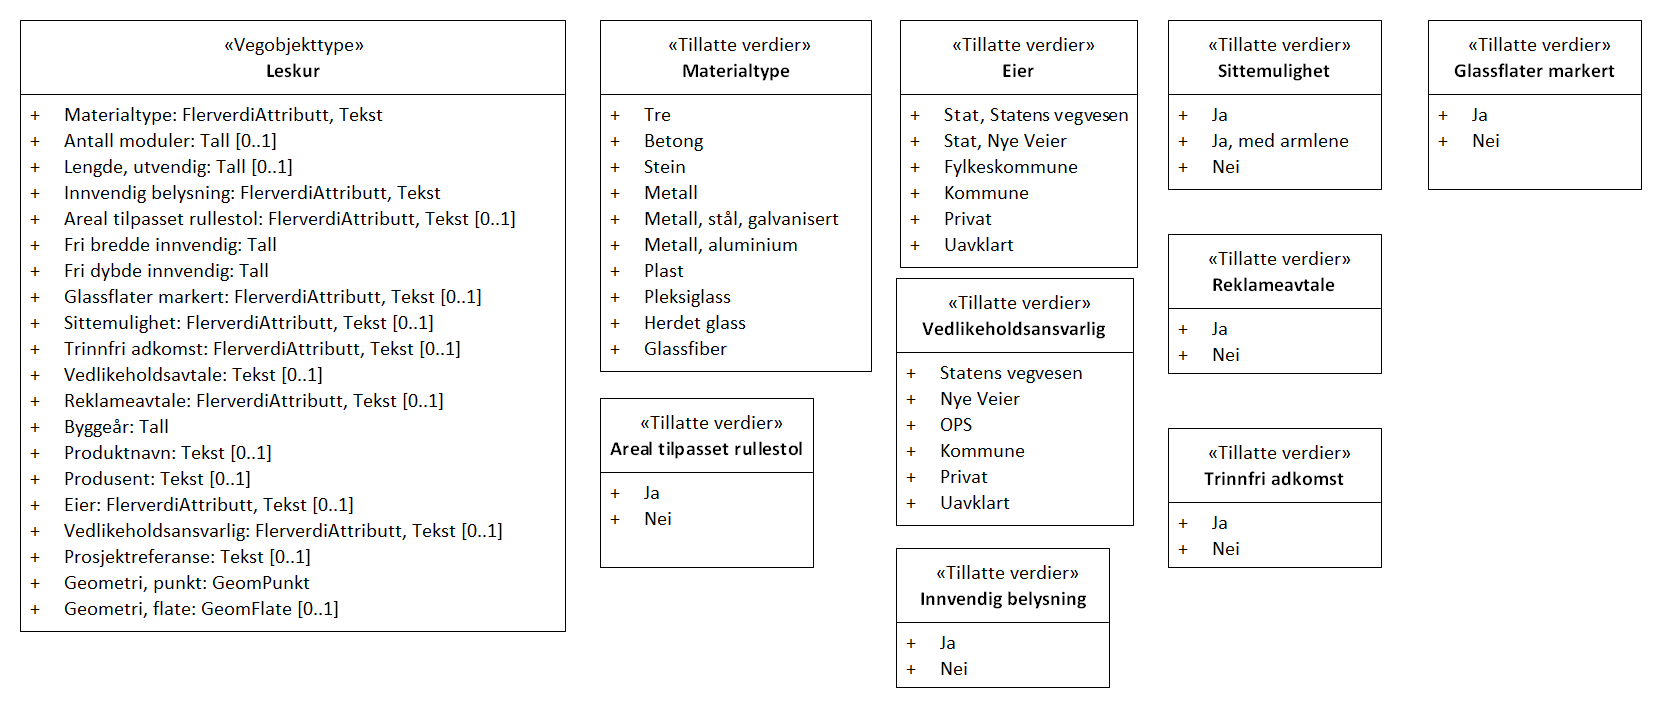 «Vegobjekttype»
Leskur
+ Materialtype: FlerverdiAttributt, Tekst
+ Antall moduler: Tall [0..1]
+ Lengde, utvendig: Tall [0..1]
+ Innvendig belysning: FlerverdiAttributt, Tekst
+ Areal tilpasset rullestol: FlerverdiAttributt, Tekst [0..1]
+ Fri bredde innvendig: Tall
+ Fri dybde innvendig: Tall
+ Glassflater markert: FlerverdiAttributt, Tekst [0..1]
+ Sittemulighet: FlerverdiAttributt, Tekst [0..1]
+ Trinnfri adkomst: FlerverdiAttributt, Tekst [0..1]
+ Vedlikeholdsavtale: Tekst [0..1]
+ Reklameavtale: FlerverdiAttributt, Tekst [0..1]
+ Byggeår: Tall
+ Produktnavn: Tekst [0..1]
+ Produsent: Tekst [0..1]
+ Eier: FlerverdiAttributt, Tekst [0..1]
+ Vedlikeholdsansvarlig: FlerverdiAttributt, Tekst [0..1]
+ Prosjektreferanse: Tekst [0..1]
+ Geometri, punkt: GeomPunkt
+ Geometri, flate: GeomFlate [0..1]
«Tillatte verdier»
Materialtype
+ Tre
+ Betong
+ Stein
+ Metall
+ Metall, stål, galvanisert
+ Metall, aluminium
+ Plast
+ Pleksiglass
+ Herdet glass
+ Glassfiber
«Tillatte verdier»
Areal tilpasset rullestol
+ Ja
+ Nei
«Tillatte verdier»
Eier
+ Stat, Statens vegvesen
+ Stat, Nye Veier
+ Fylkeskommune
+ Kommune
+ Privat
+ Uavklart
«Tillatte verdier»
Vedlikeholdsansvarlig
+ Statens vegvesen
+ Nye Veier
+ OPS
+ Kommune
+ Privat
+ Uavklart
«Tillatte verdier»
Innvendig belysning
+ Ja
+ Nei
«Tillatte verdier»
Sittemulighet
+ Ja
+ Ja, med armlene
+ Nei
«Tillatte verdier»
Reklameavtale
+ Ja
+ Nei
«Tillatte verdier»
Trinnfri adkomst
+ Ja
+ Nei
«Tillatte verdier»
Glassflater markert
+ Ja
+ Nei